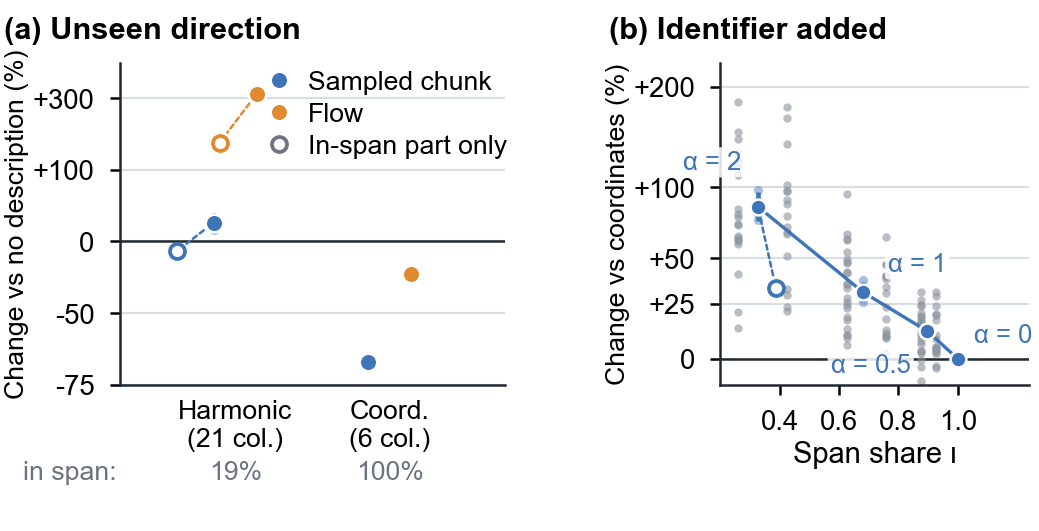 (a) Unseen direction
Change vs no description (%)
+300
+100
0
-50
-75
Sampled chunk
Flow
In-span part only
Harmonic
(21 col.)
Coord.
(6 col.)
in span:
19%
100%
(b) Identifier added
Change vs coordinates (%)
+200
+100
+50
+25
0
α = 2
α = 1
α = 0.5
α = 0
0.4
0.6
0.8
1.0
Span share ι